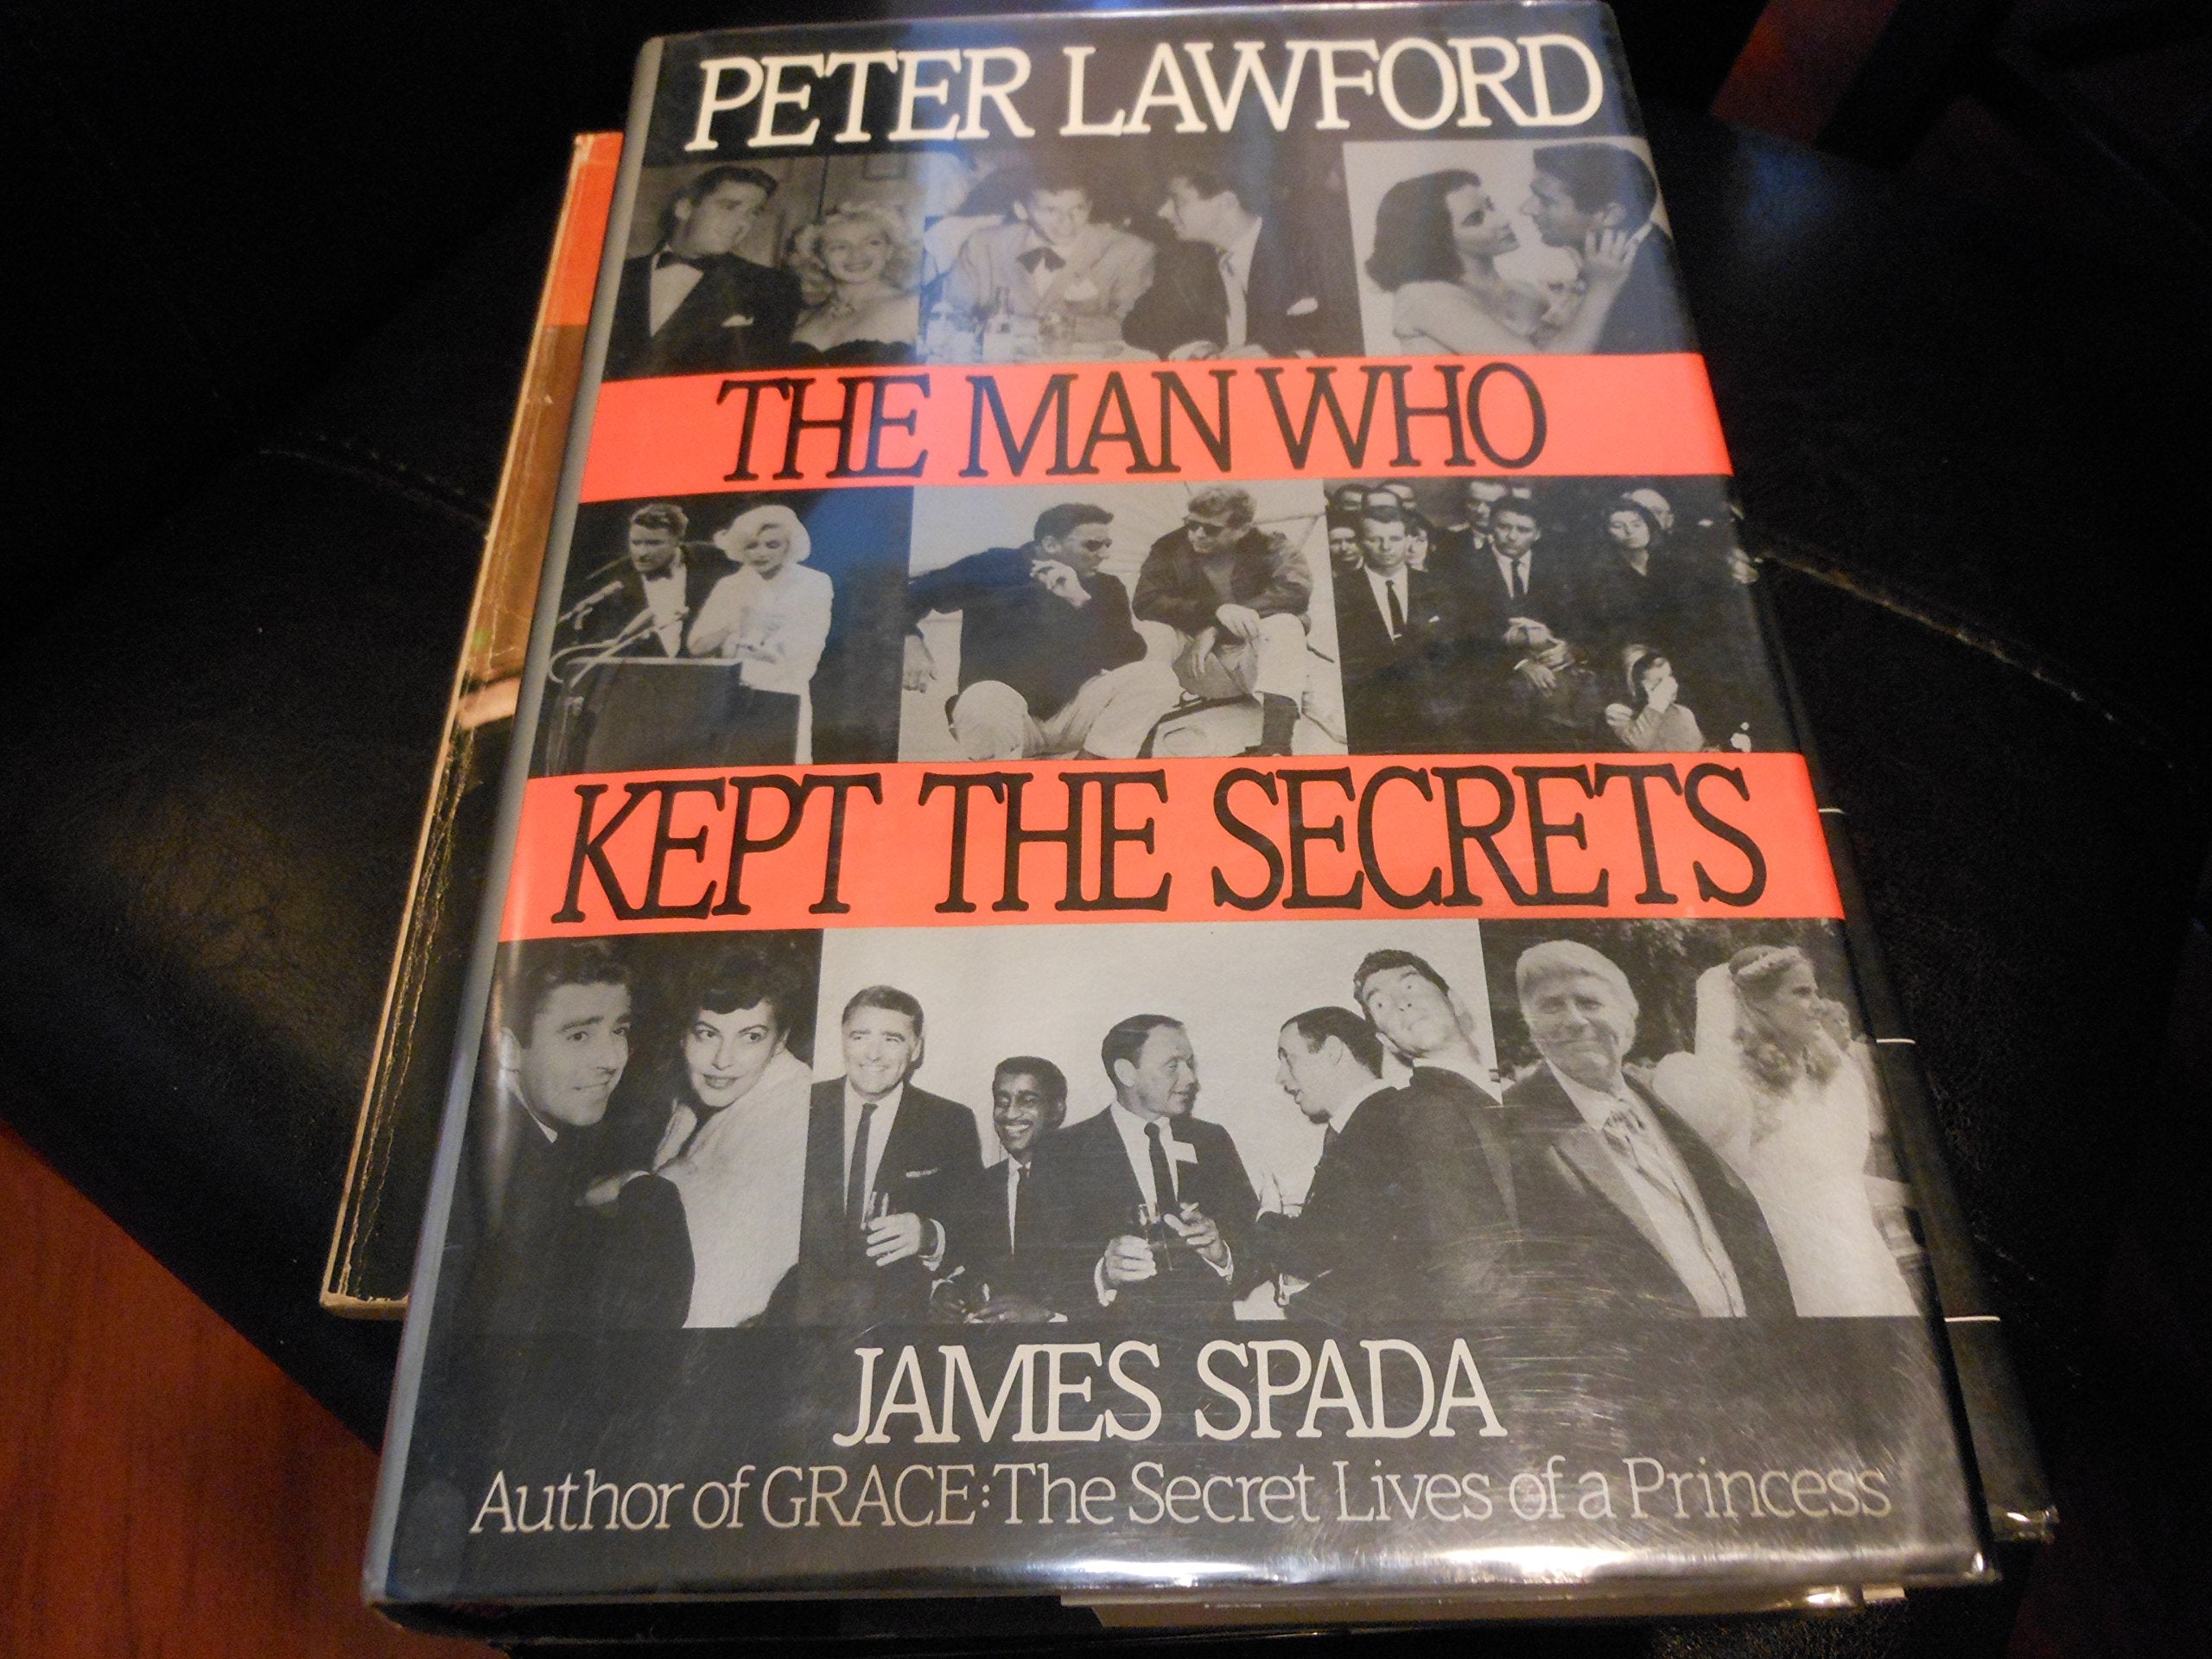 PETER LAWFORD
THE MAN WHO
KEPT THE SECRETS
JAMES SPADA
Author of GRACE: The Secret Lives of a Princess